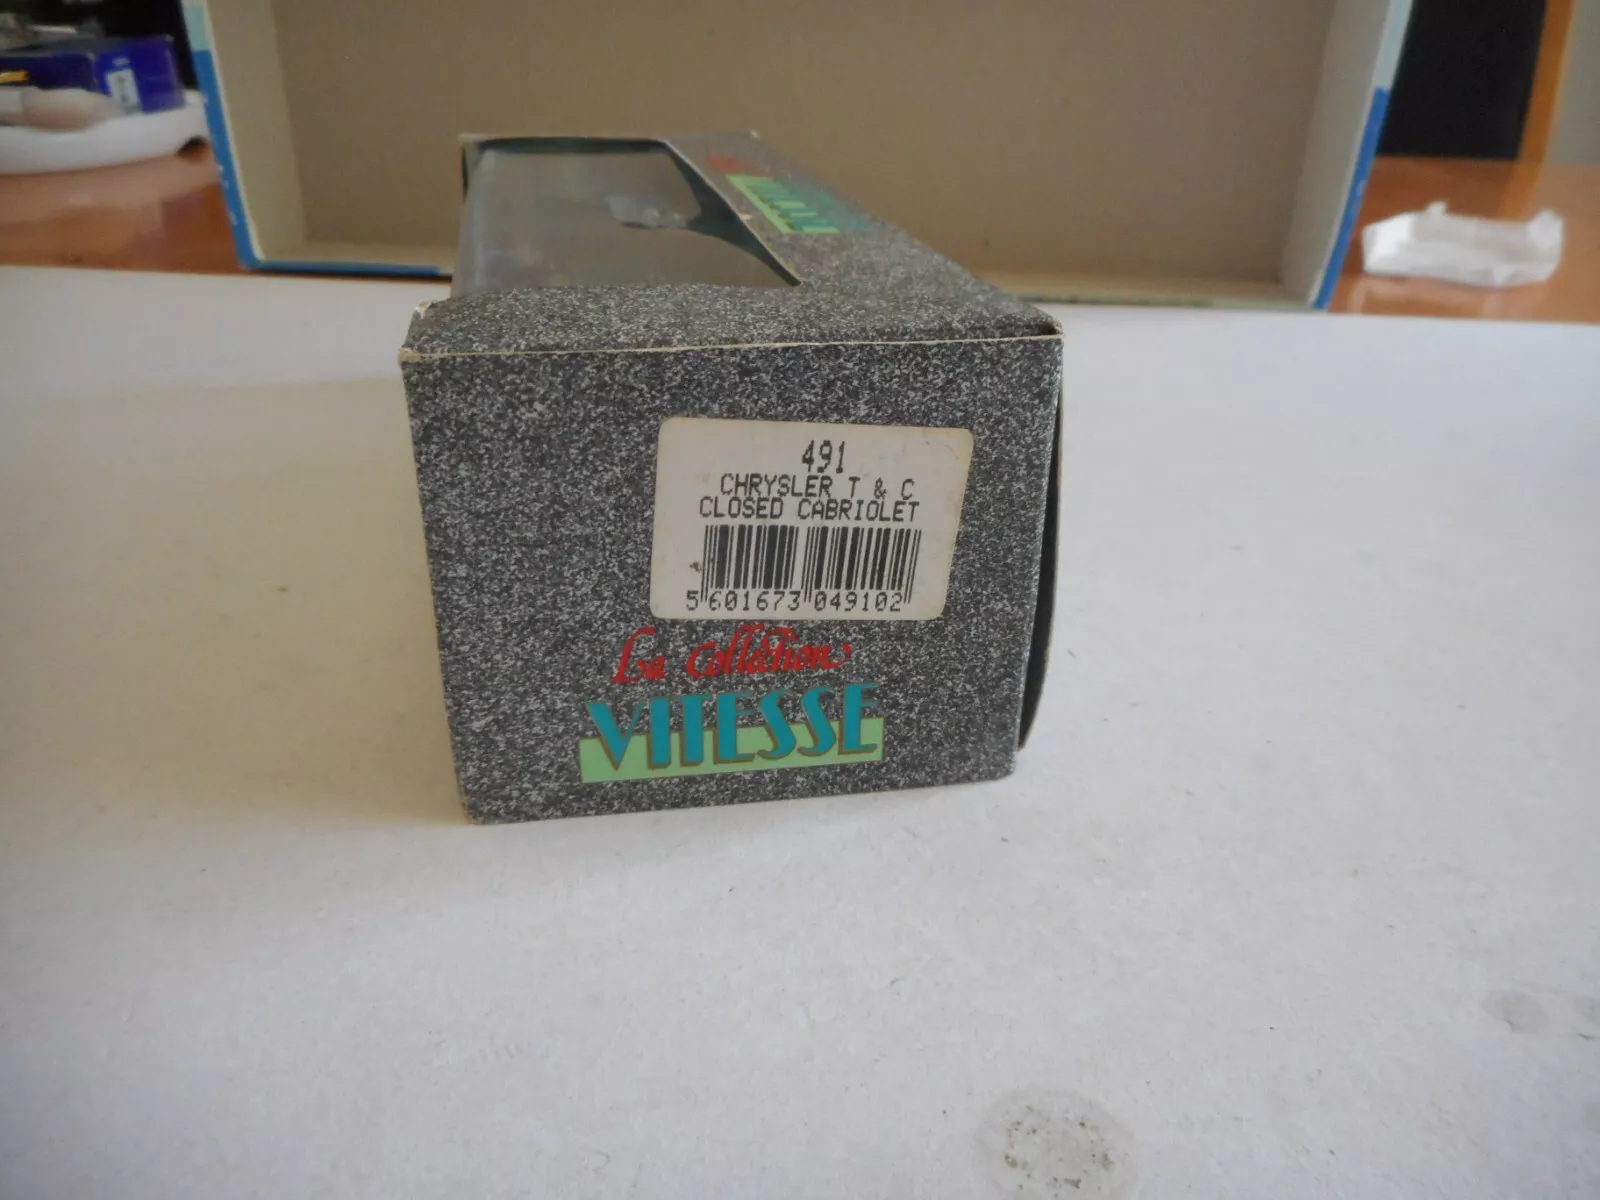 491
CHRYSLER T & C
CLOSED CABRIOLET
5 601673 049102
La Collection
VITESSE